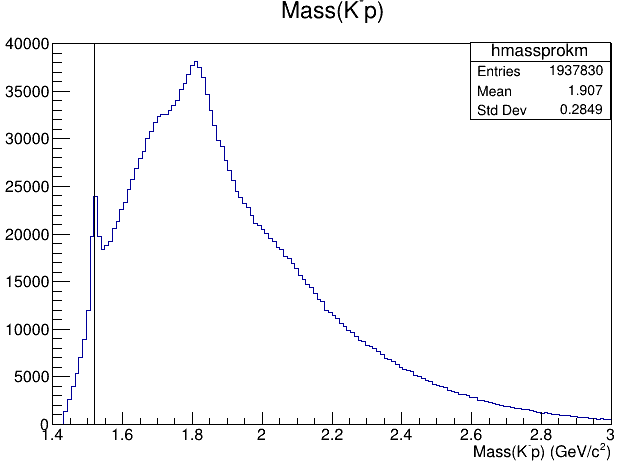 Mass(K⁻p)
hmassprokm
Entries 1937830
Mean 1.907
Std Dev 0.2849
40000
35000
30000
25000
20000
15000
10000
5000
0
1.4 1.6 1.8 2 2.2 2.4 2.6 2.8 3
Mass(K⁻p) (GeV/c²)